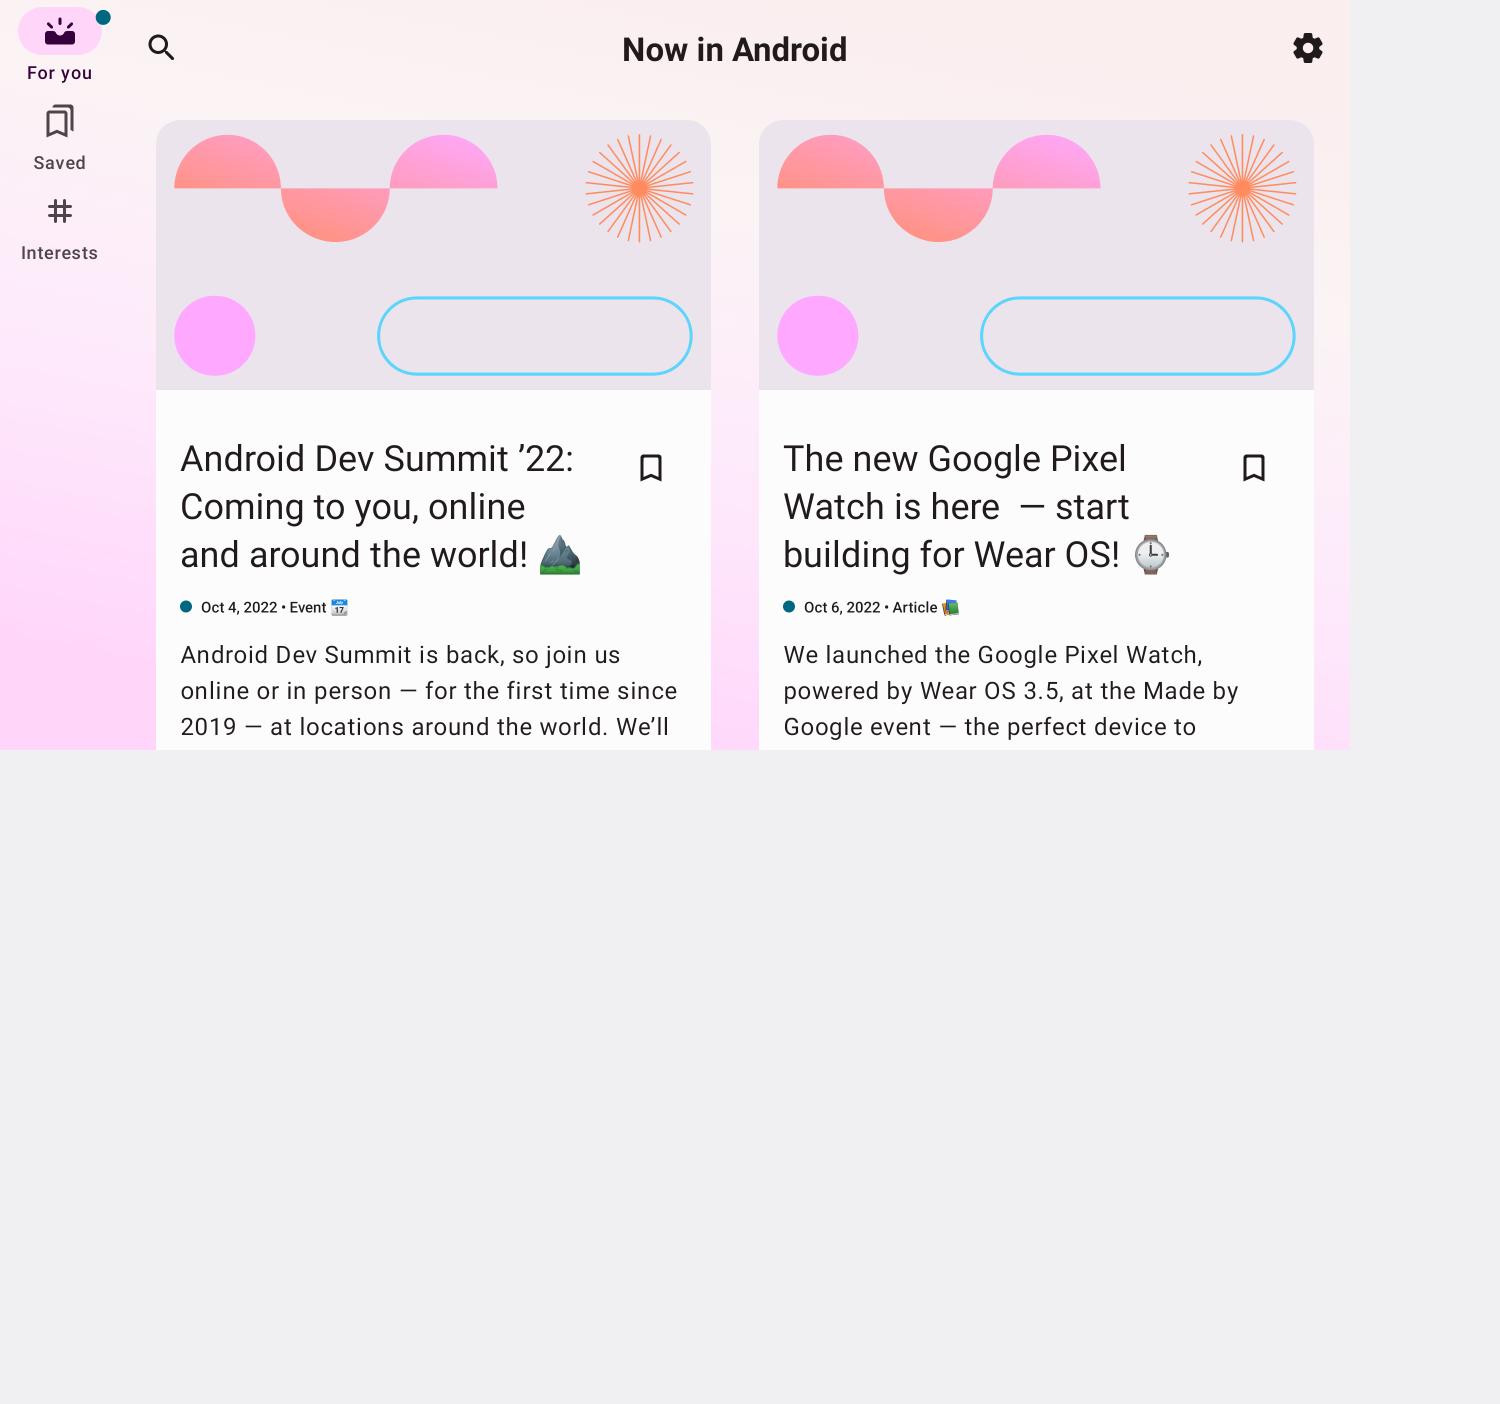 For you
Saved
Interests
Now in Android
Android Dev Summit ’22:
Coming to you, online
and around the world! ⛰️
Oct 4, 2022 • Event 📆
Android Dev Summit is back, so join us
online or in person — for the first time since
2019 — at locations around the world. We’ll
The new Google Pixel
Watch is here  — start
building for Wear OS! ⌚
Oct 6, 2022 • Article 📚
We launched the Google Pixel Watch,
powered by Wear OS 3.5, at the Made by
Google event — the perfect device to